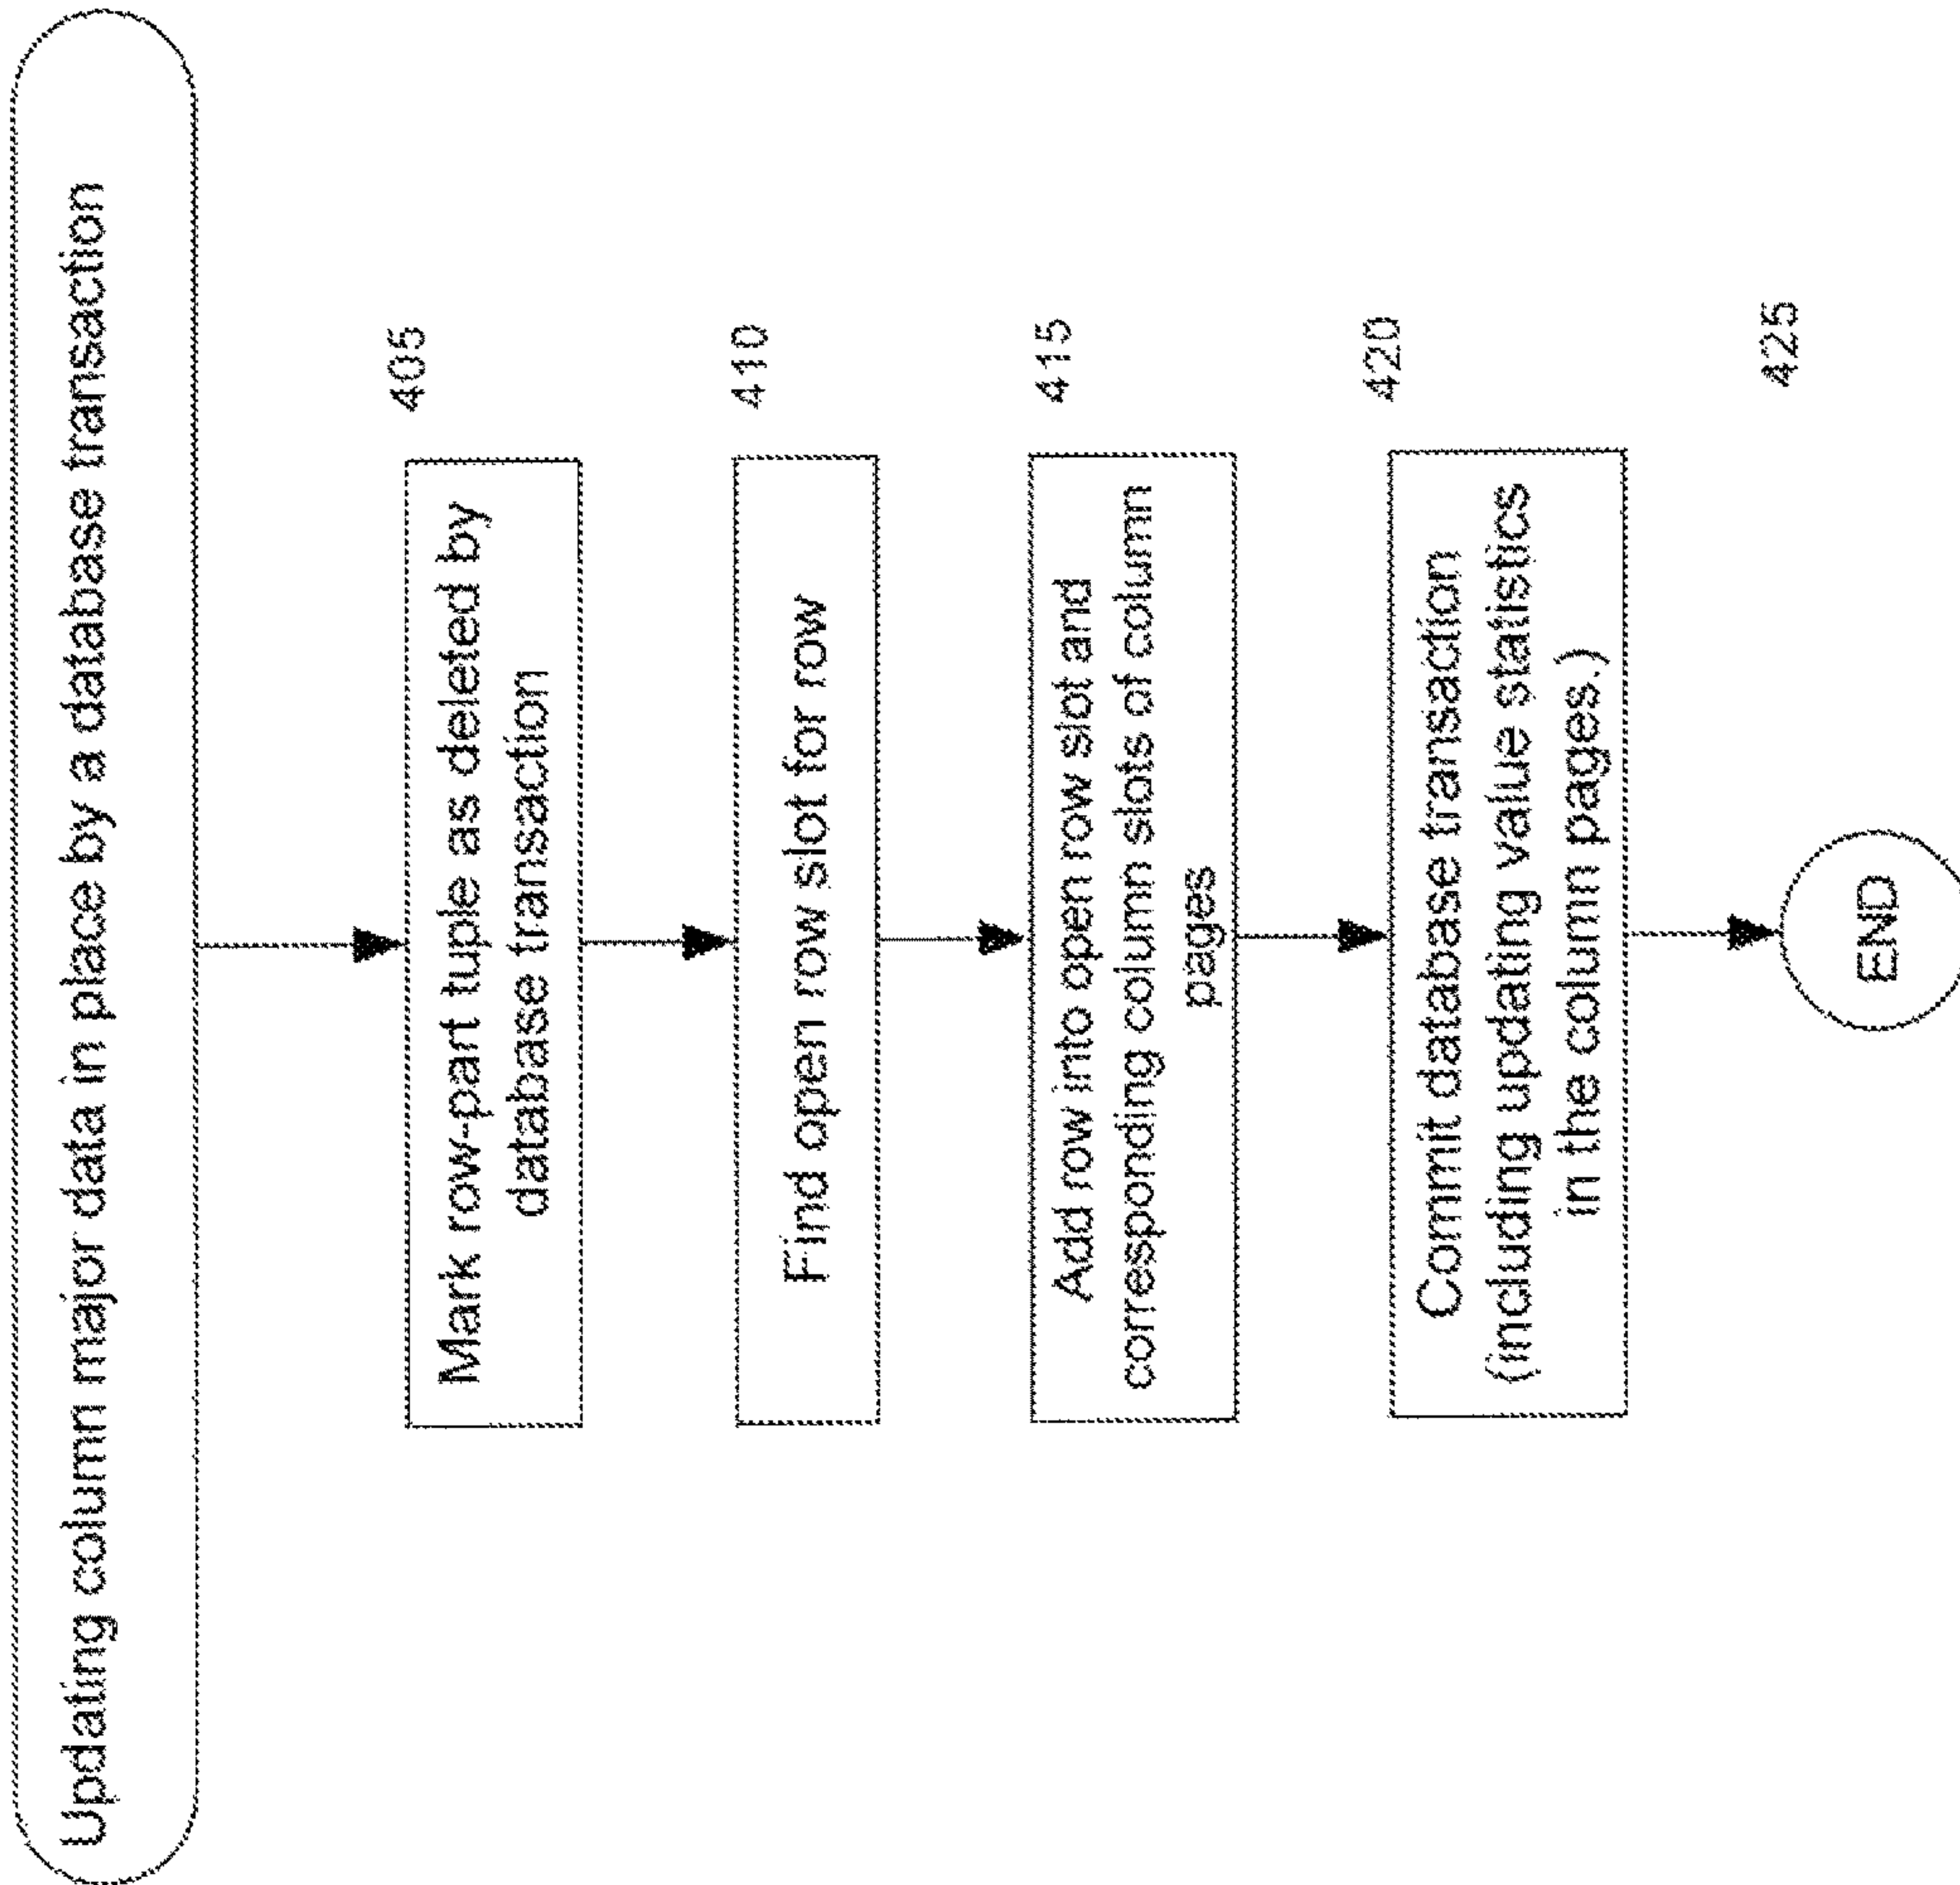 Updating column major data in place by a database transaction
405
Mark row-part tuple as deleted by
database transaction
410
Find open row slot for row
415
Add row into open row slot and
corresponding column slots of column
pages
420
Commit database transaction
(including updating value statistics
in the column pages.)
425
END